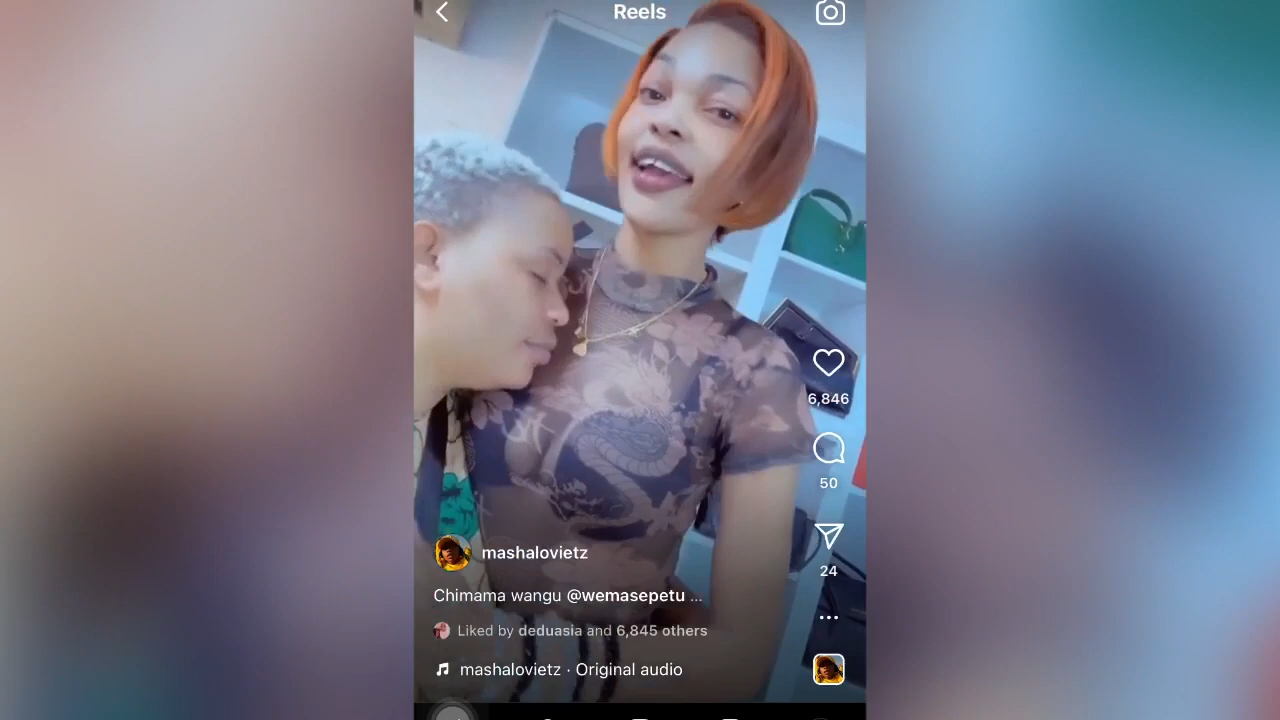 Reels
6,846
50
24
mashalovietz
Chimama wangu @wemasepetu ...
Liked by deduasia and 6,845 others
mashalovietz · Original audio